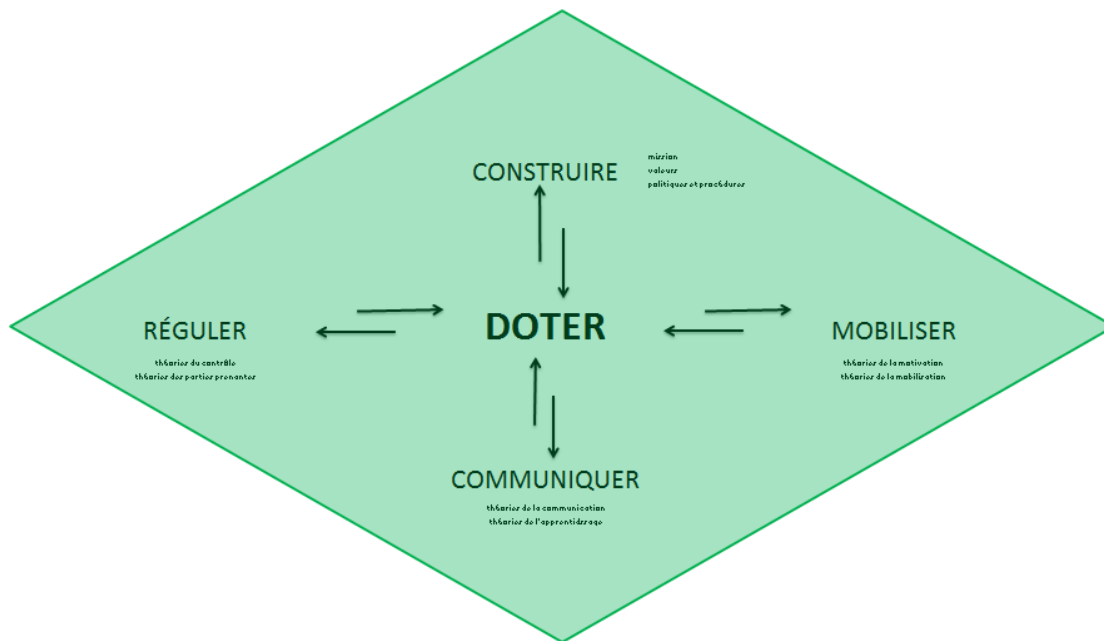 CONSTRUIRE
mission
valeurs
politiques et procédures
RÉGULER
théories du contrôle
théories des parties prenantes
DOTER
MOBILISER
théories de la motivation
théories de la mobilization
COMMUNIQUER
théories de la communication
théories de l'apprentissage